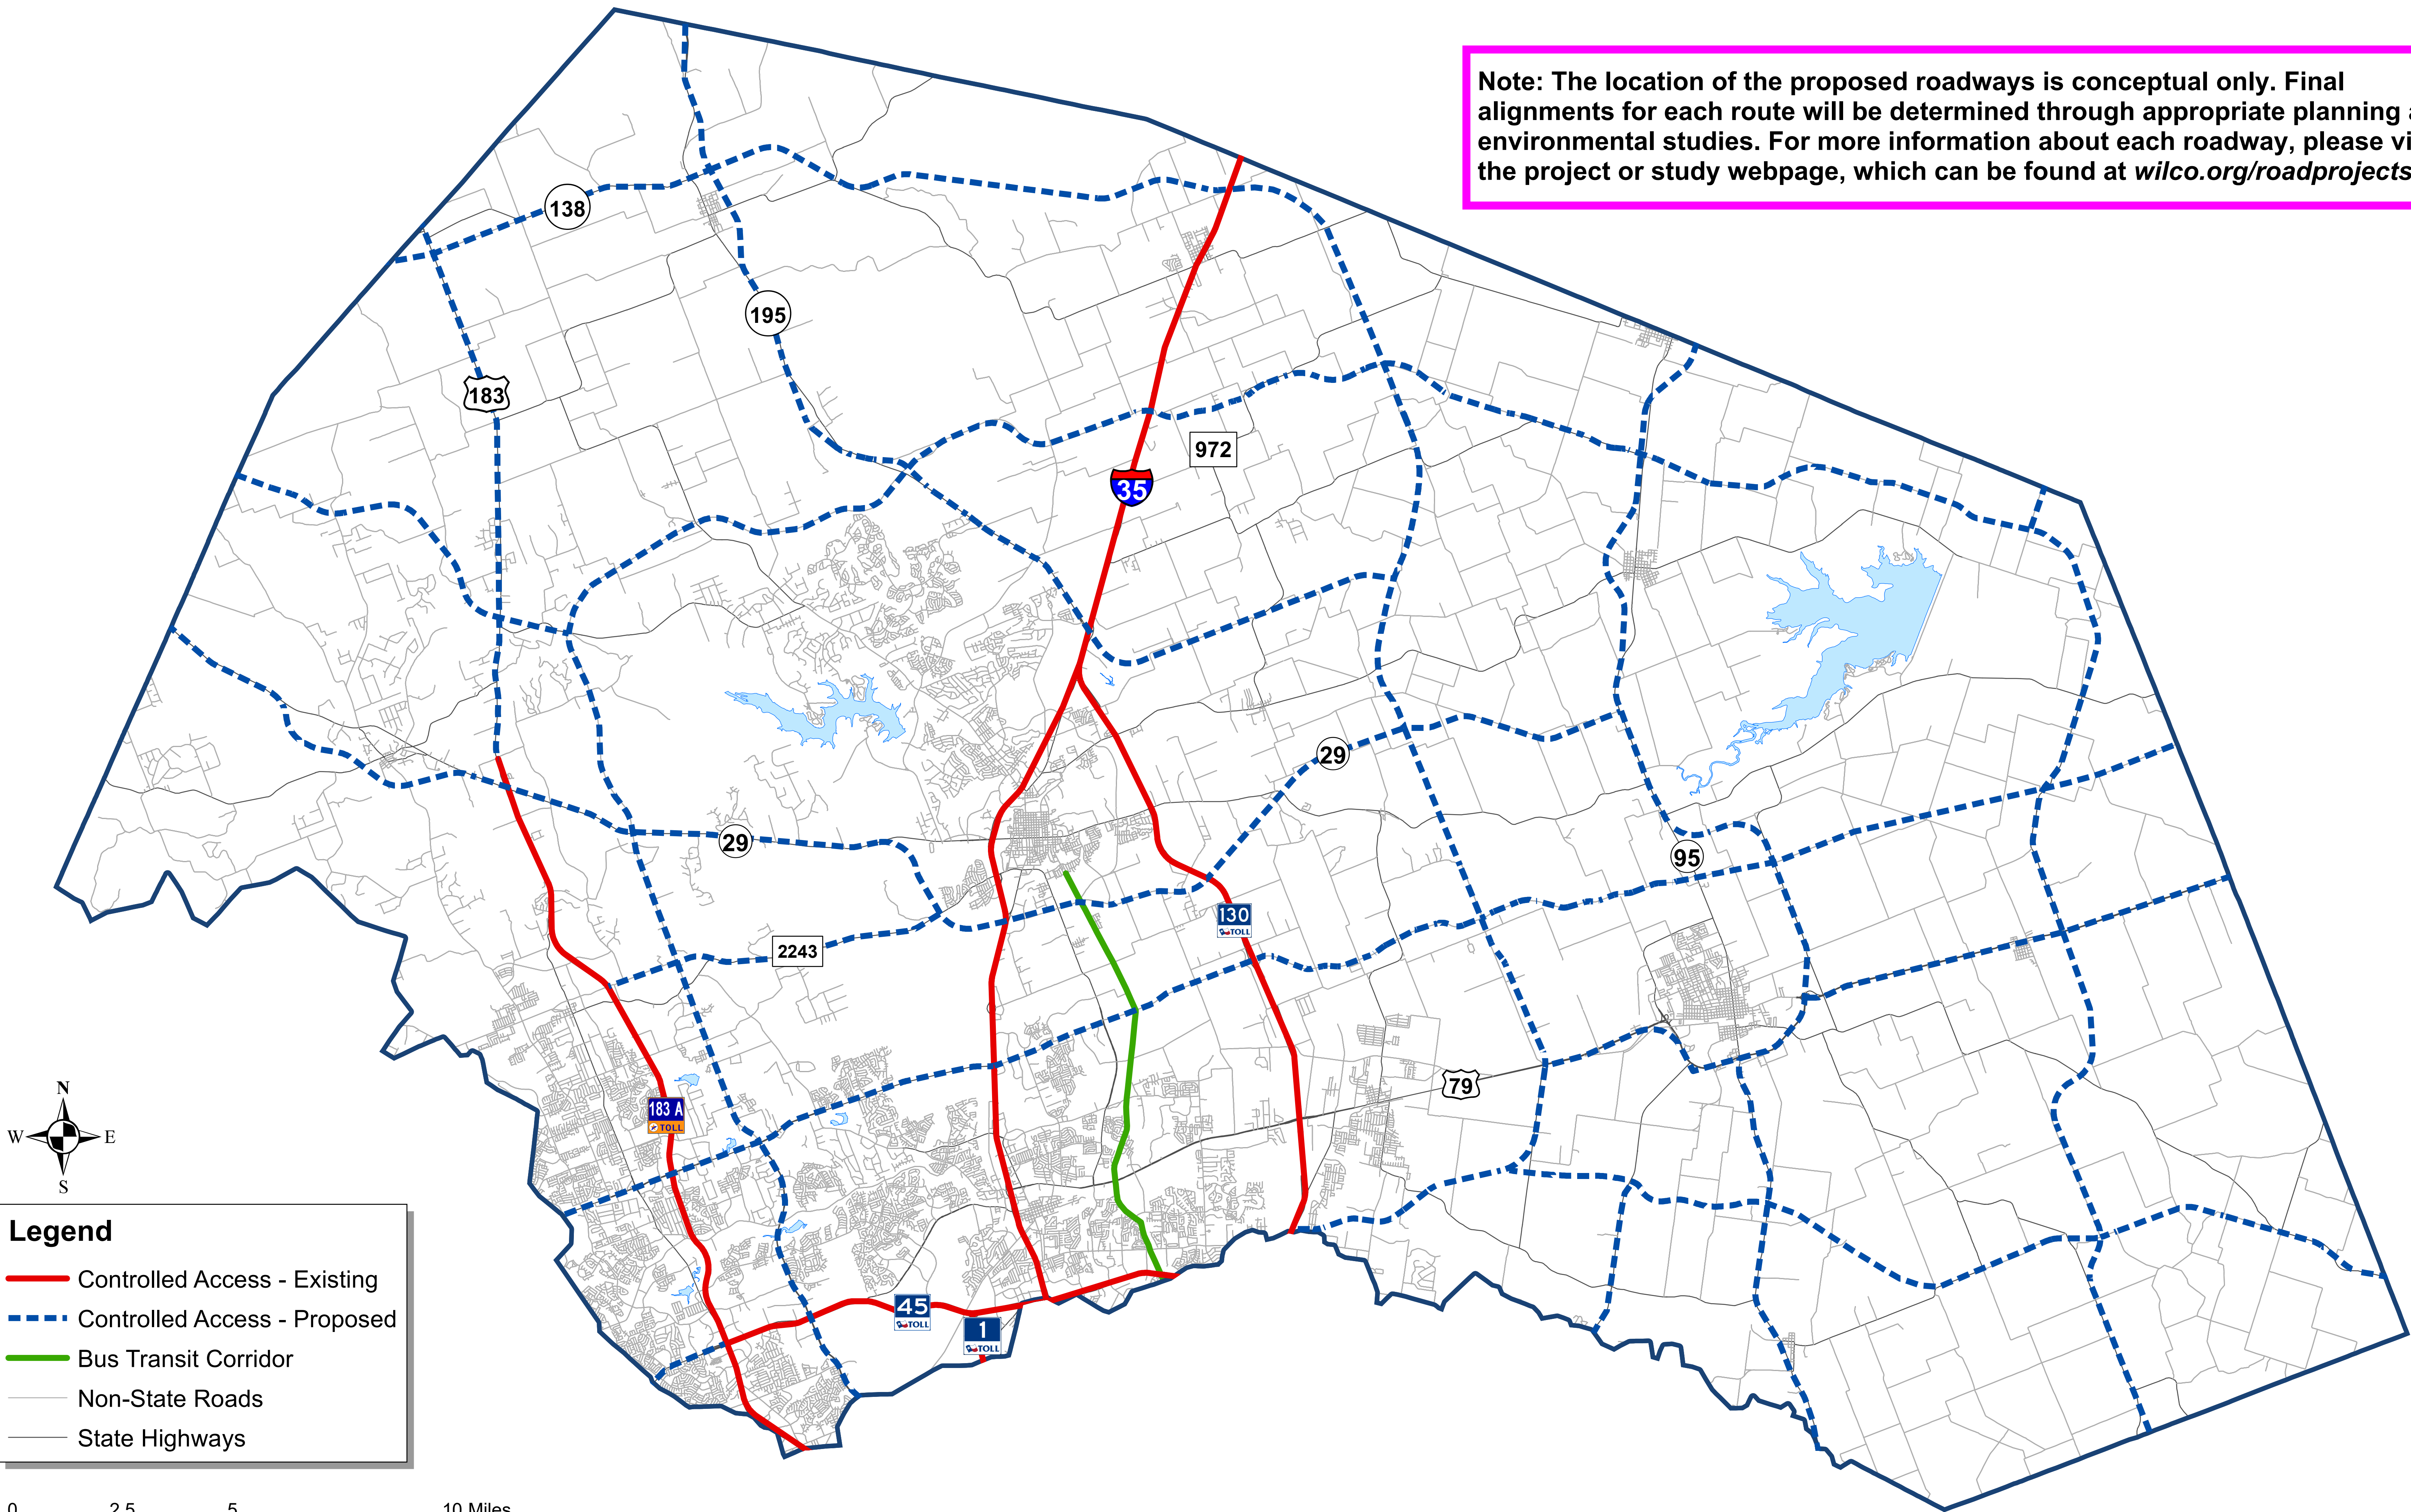 Note: The location of the proposed roadways is conceptual only. Final
alignments for each route will be determined through appropriate planning
environmental studies. For more information about each roadway, please
the project or study webpage, which can be found at wilco.org/roadprojects
138
195
183
972
35
29
29
95
130
TOLL
2243
79
183 A
TOLL
45
TOLL
1
TOLL
N
W E
S
Legend
Controlled Access - Existing
Controlled Access - Proposed
Bus Transit Corridor
Non-State Roads
State Highways
0 2.5 5 10 Miles